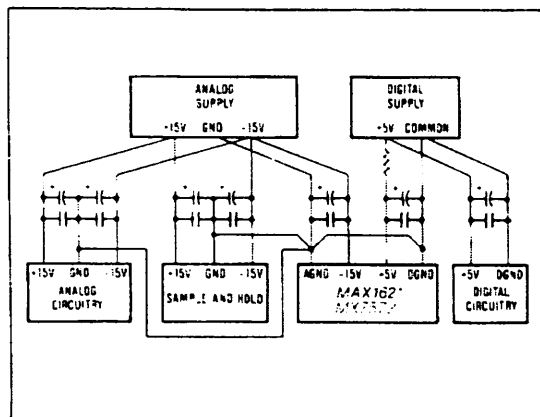 ANALOG
SUPPLY
+15V GND -15V
DIGITAL
SUPPLY
+5V COMMON
+15V GND -15V
ANALOG
CIRCUITRY
+15V GND -15V
SAMPLE AND HOLD
AGND -15V +5V DGND
MAX162
+5V DGND
DIGITAL
CIRCUITRY